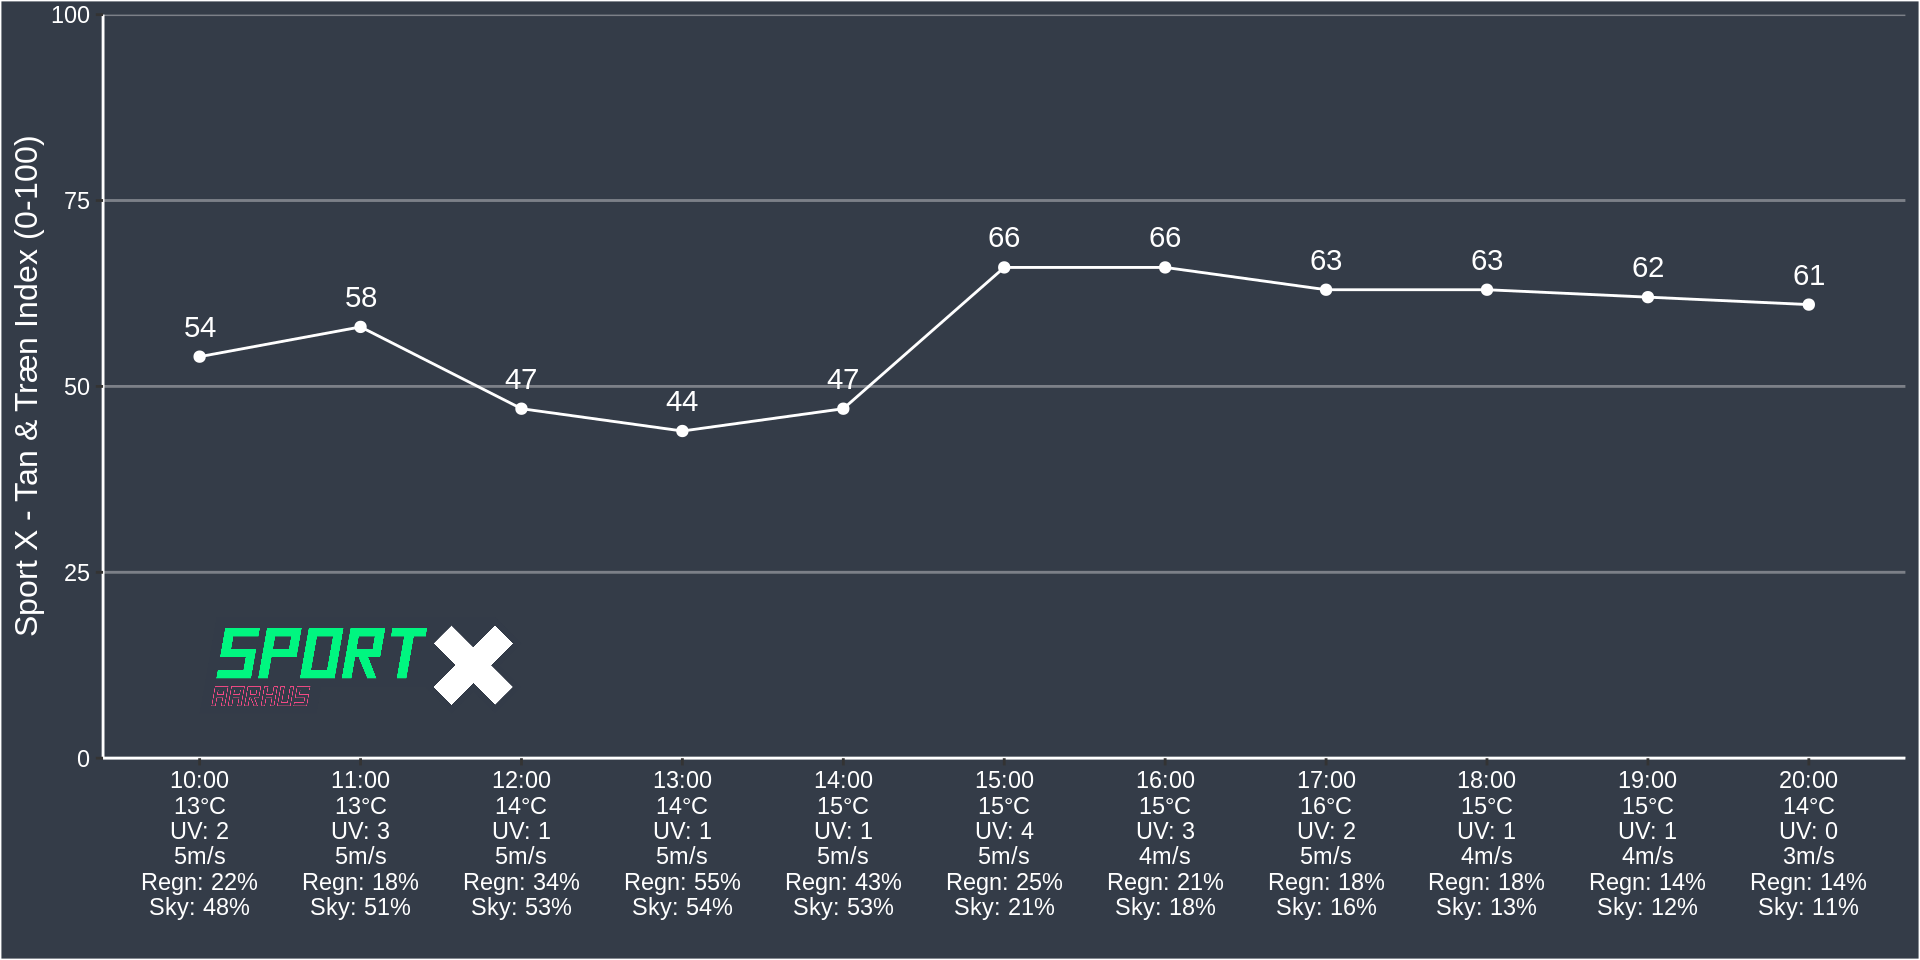 Sport X - Tan & Træn Index (0-100)
100
75
50
25
0
54
58
47
44
47
66
66
63
63
62
61
SPORT X
AARHUS
10:00
13°C
UV: 2
5m/s
Regn: 22%
Sky: 48%
11:00
13°C
UV: 3
5m/s
Regn: 18%
Sky: 51%
12:00
14°C
UV: 1
5m/s
Regn: 34%
Sky: 53%
13:00
14°C
UV: 1
5m/s
Regn: 55%
Sky: 54%
14:00
15°C
UV: 1
5m/s
Regn: 43%
Sky: 53%
15:00
15°C
UV: 4
5m/s
Regn: 25%
Sky: 21%
16:00
15°C
UV: 3
4m/s
Regn: 21%
Sky: 18%
17:00
16°C
UV: 2
5m/s
Regn: 18%
Sky: 16%
18:00
15°C
UV: 1
4m/s
Regn: 18%
Sky: 13%
19:00
15°C
UV: 1
4m/s
Regn: 14%
Sky: 12%
20:00
14°C
UV: 0
3m/s
Regn: 14%
Sky: 11%